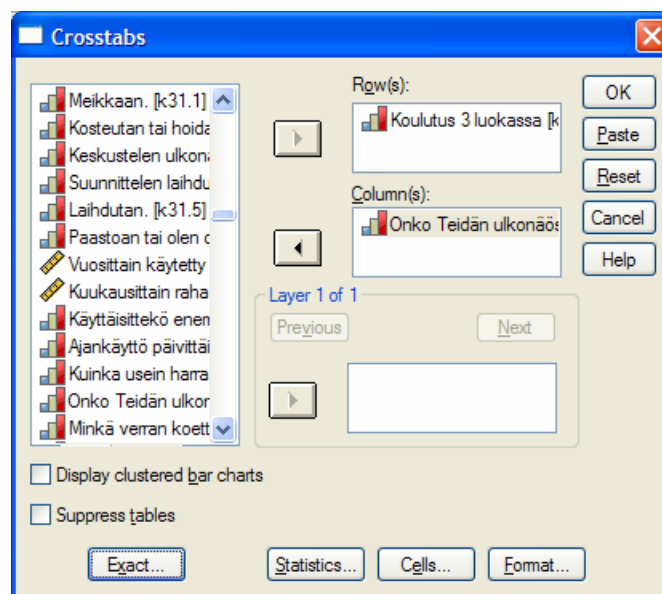 Crosstabs
Meikkaan. [k31.1]
Kosteutan tai hoida
Keskustelen ulkonä
Suunnittelen laihdu
Laihdutan. [k31.5]
Paastoan tai olen d
Vuosittain käytetty
Kuukausittain raha
Käyttäisittekö enem
Ajankäyttö päivittäi
Kuinka usein harra
Onko Teidän ulkor
Minkä verran koett
Row(s):
Koulutus 3 luokassa [k
Column(s):
Onko Teidän ulkonäös
Layer 1 of 1
Previous
Next
OK
Paste
Reset
Cancel
Help
Display clustered bar charts
Suppress tables
Exact...
Statistics...
Cells...
Format...